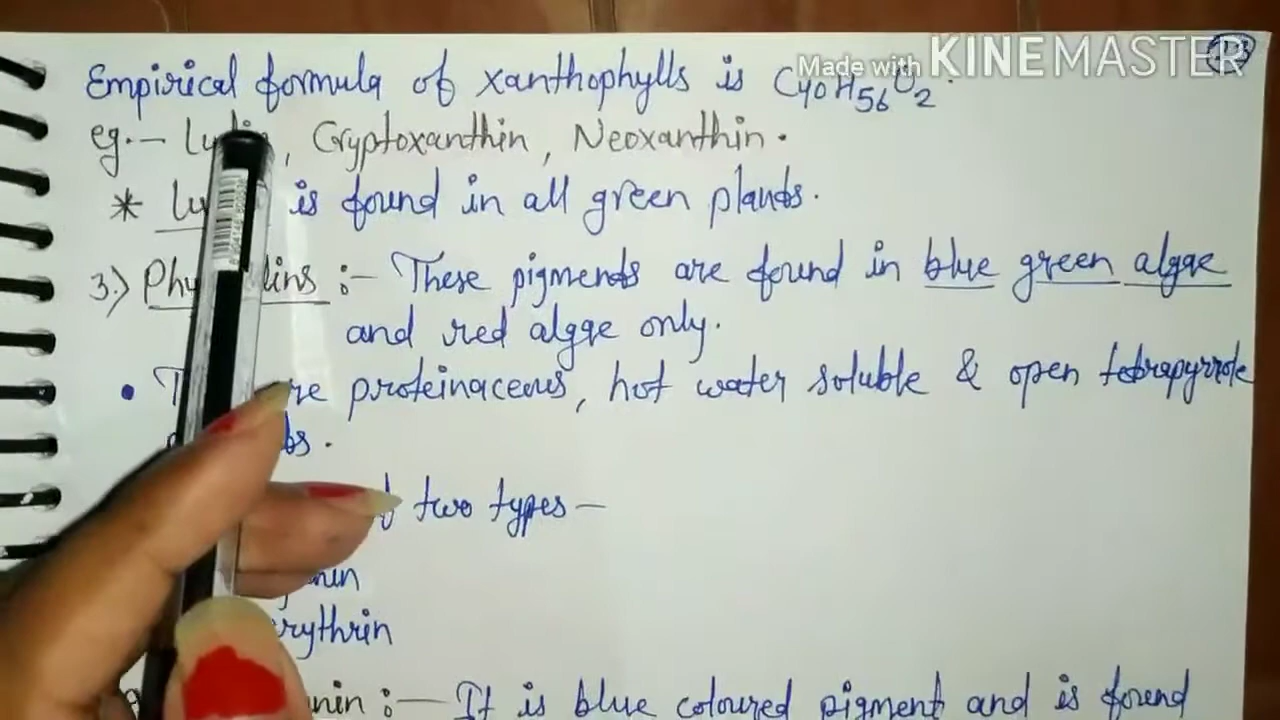 Made with KINEMASTER
Empirical formula of xanthophylls is C40H56O2.
eg.:- , Cryptoxanthin, Neoxanthin.
* is found in all green plants.
3.) :- These pigments are found in blue green algae
and red algae only.
• proteinaceous, hot water soluble & open tetrapyrrole
two types -
:- It is blue coloured pigment and is found